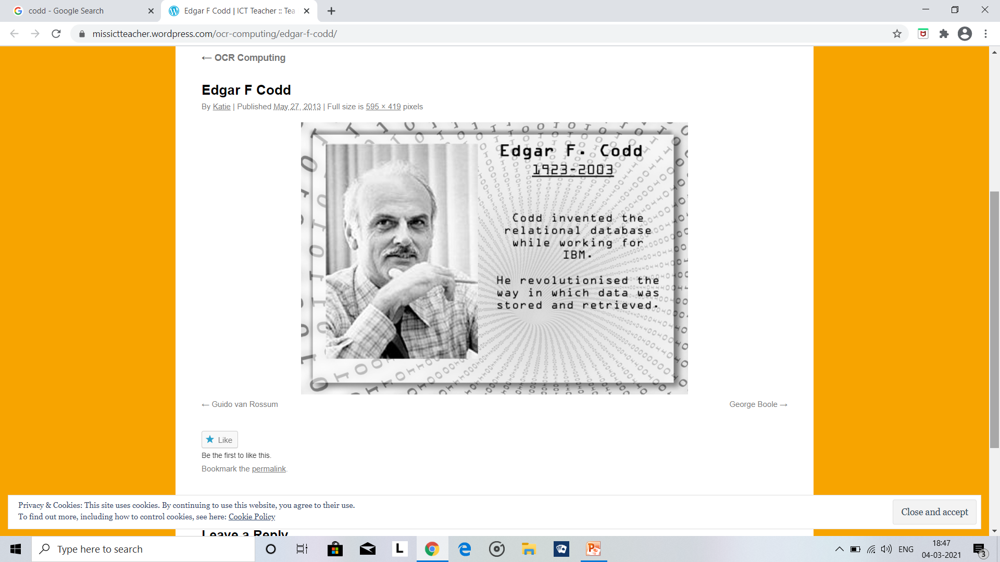 codd - Google Search
Edgar F Codd | ICT Teacher :: Tea
missictteacher.wordpress.com/ocr-computing/edgar-f-codd/
← OCR Computing
Edgar F Codd
By Katie | Published May 27, 2013 | Full size is 595 × 419 pixels
Edgar F. Codd
1923-2003
Codd invented the
relational database
while working for
IBM.
He revolutionised the
way in which data was
stored and retrieved.
← Guido van Rossum
George Boole →
Like
Be the first to like this.
Bookmark the permalink.
Privacy & Cookies: This site uses cookies. By continuing to use this website, you agree to their use.
To find out more, including how to control cookies, see here: Cookie Policy
Close and accept
Leave a Reply
Type here to search
L
ENG
18:47
04-03-2021
3